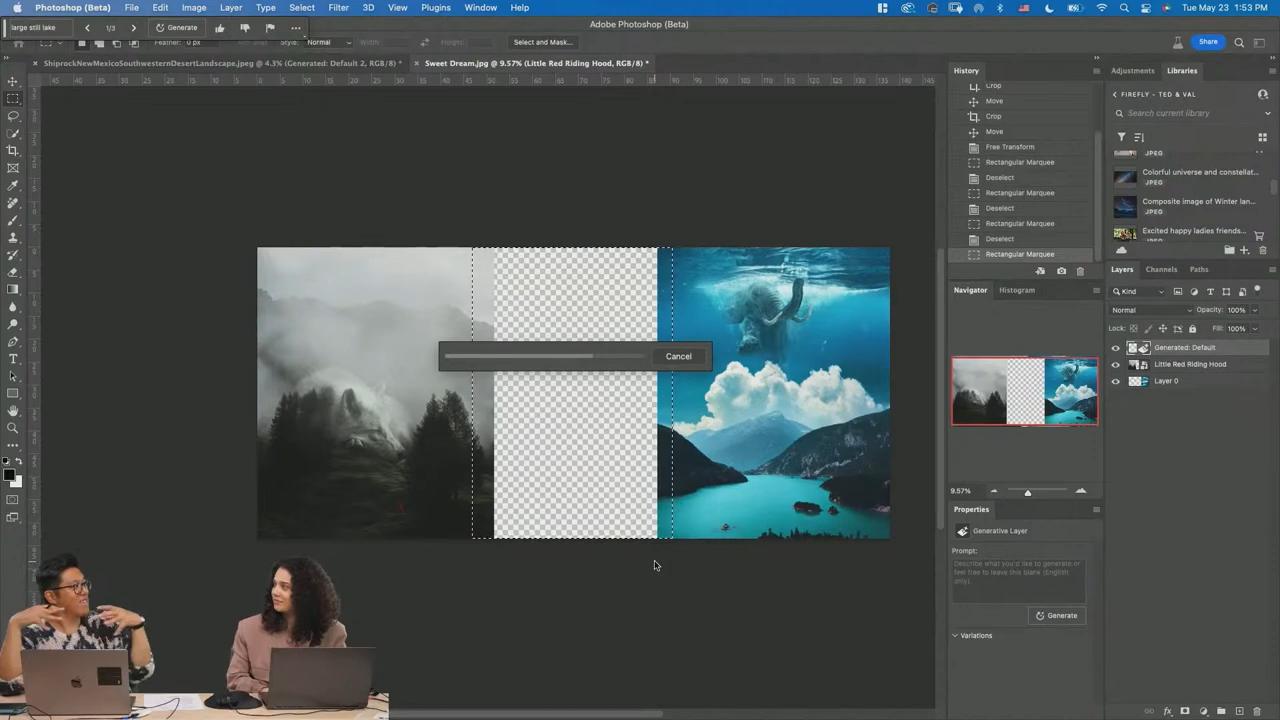 Photoshop (Beta) File Edit Image Layer Type Select Filter 3D View Plugins Window Help Tue May 23 1:53 PM
large still lake 1/3 Generate Adobe Photoshop (Beta)
Feather: 0 px Style: Normal Width: Height: Select and Mask... Share
ShiprockNewMexicoSouthwesternDesertLandscape.jpeg @ 4.3% (Generated: Default 2, RGB/8) * Sweet Dream.jpg @ 9.57% (Little Red Riding Hood, RGB/8) *
History Adjustments Libraries
Crop
FIREFLY - TED & VAL
Move
Search current library
Crop
Move
Free Transform
JPEG
Rectangular Marquee
Colorful universe and constellat...
Deselect
JPEG
Rectangular Marquee
Composite image of Winter lan...
Deselect
JPEG
Rectangular Marquee
Excited happy ladies friends...
Deselect
JPEG
Rectangular Marquee
Layers Channels Paths
Navigator Histogram
Kind
Normal Opacity: 100%
Lock: Fill: 100%
Generated: Default
Little Red Riding Hood
Layer 0
Cancel
9.57%
Properties
Generative Layer
Prompt:
Describe what you'd like to generate or
feel free to leave this blank (English
only).
Generate
Variations